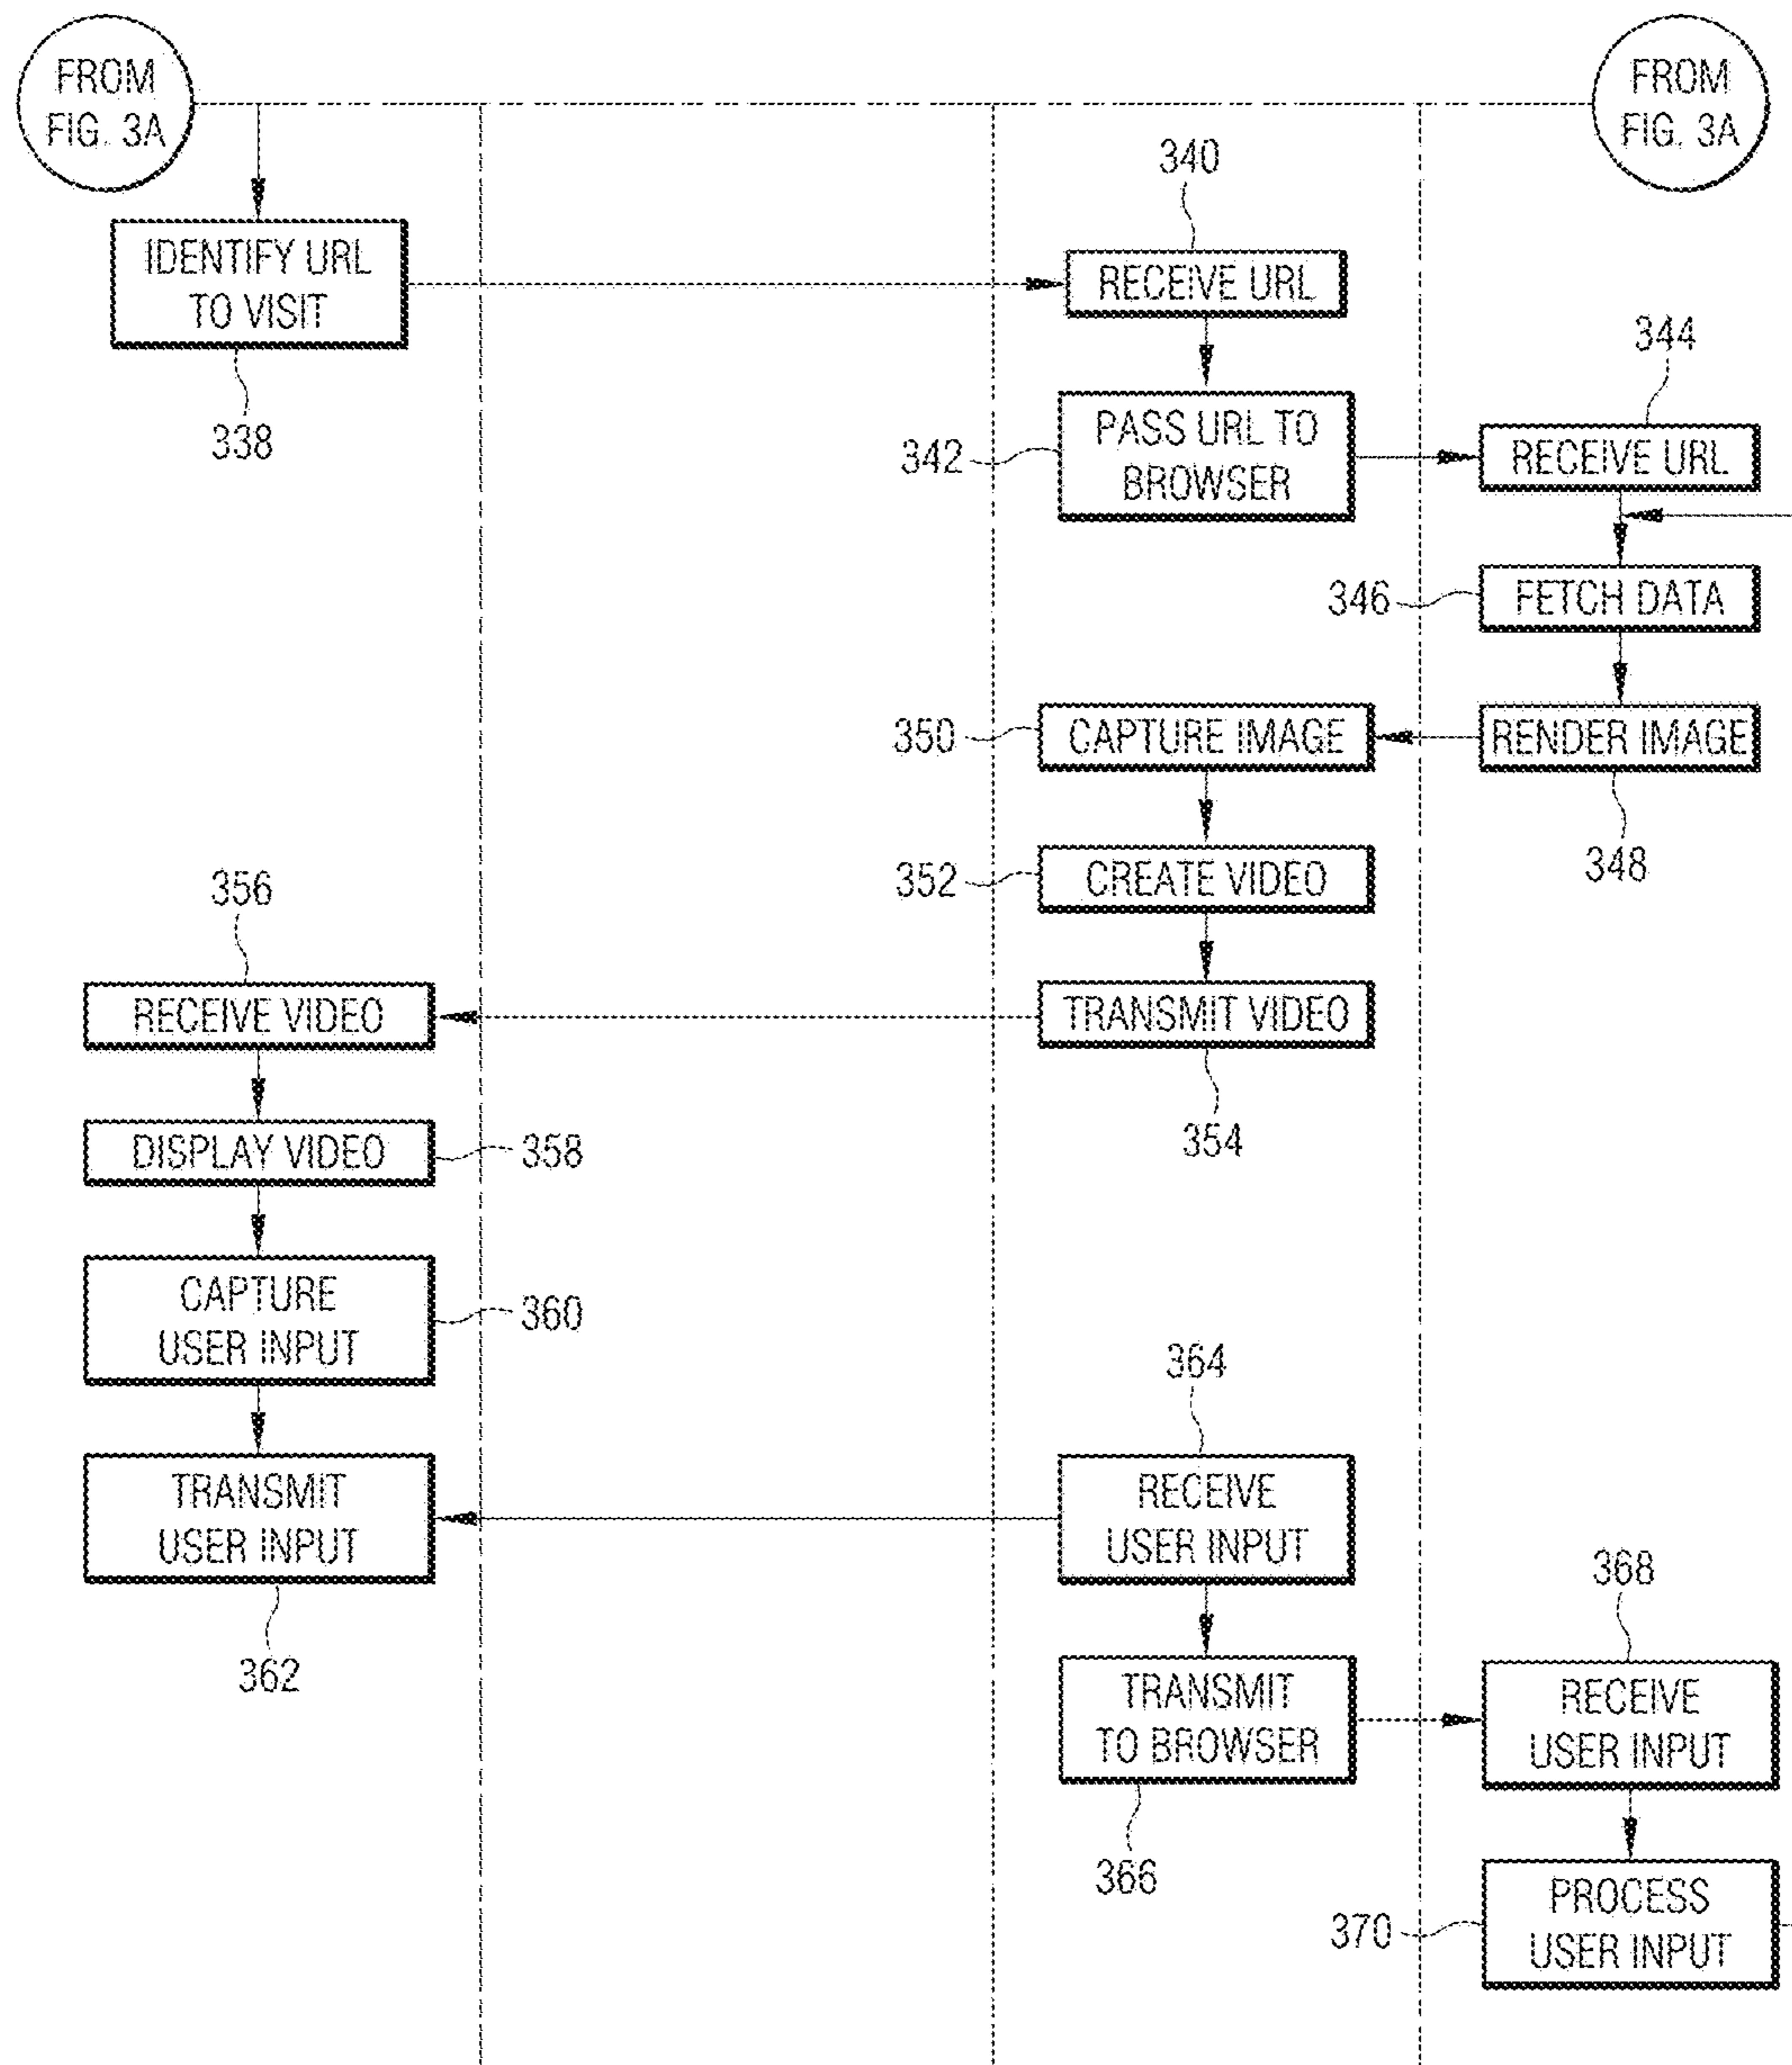 FROM
FIG. 3A
FROM
FIG. 3A
340
IDENTIFY URL
TO VISIT
RECEIVE URL
338
344
342
PASS URL TO
BROWSER
RECEIVE URL
346
FETCH DATA
350
CAPTURE IMAGE
RENDER IMAGE
348
352
CREATE VIDEO
356
RECEIVE VIDEO
TRANSMIT VIDEO
354
DISPLAY VIDEO
358
CAPTURE
USER INPUT
360
364
TRANSMIT
USER INPUT
RECEIVE
USER INPUT
362
368
TRANSMIT
TO BROWSER
RECEIVE
USER INPUT
366
370
PROCESS
USER INPUT